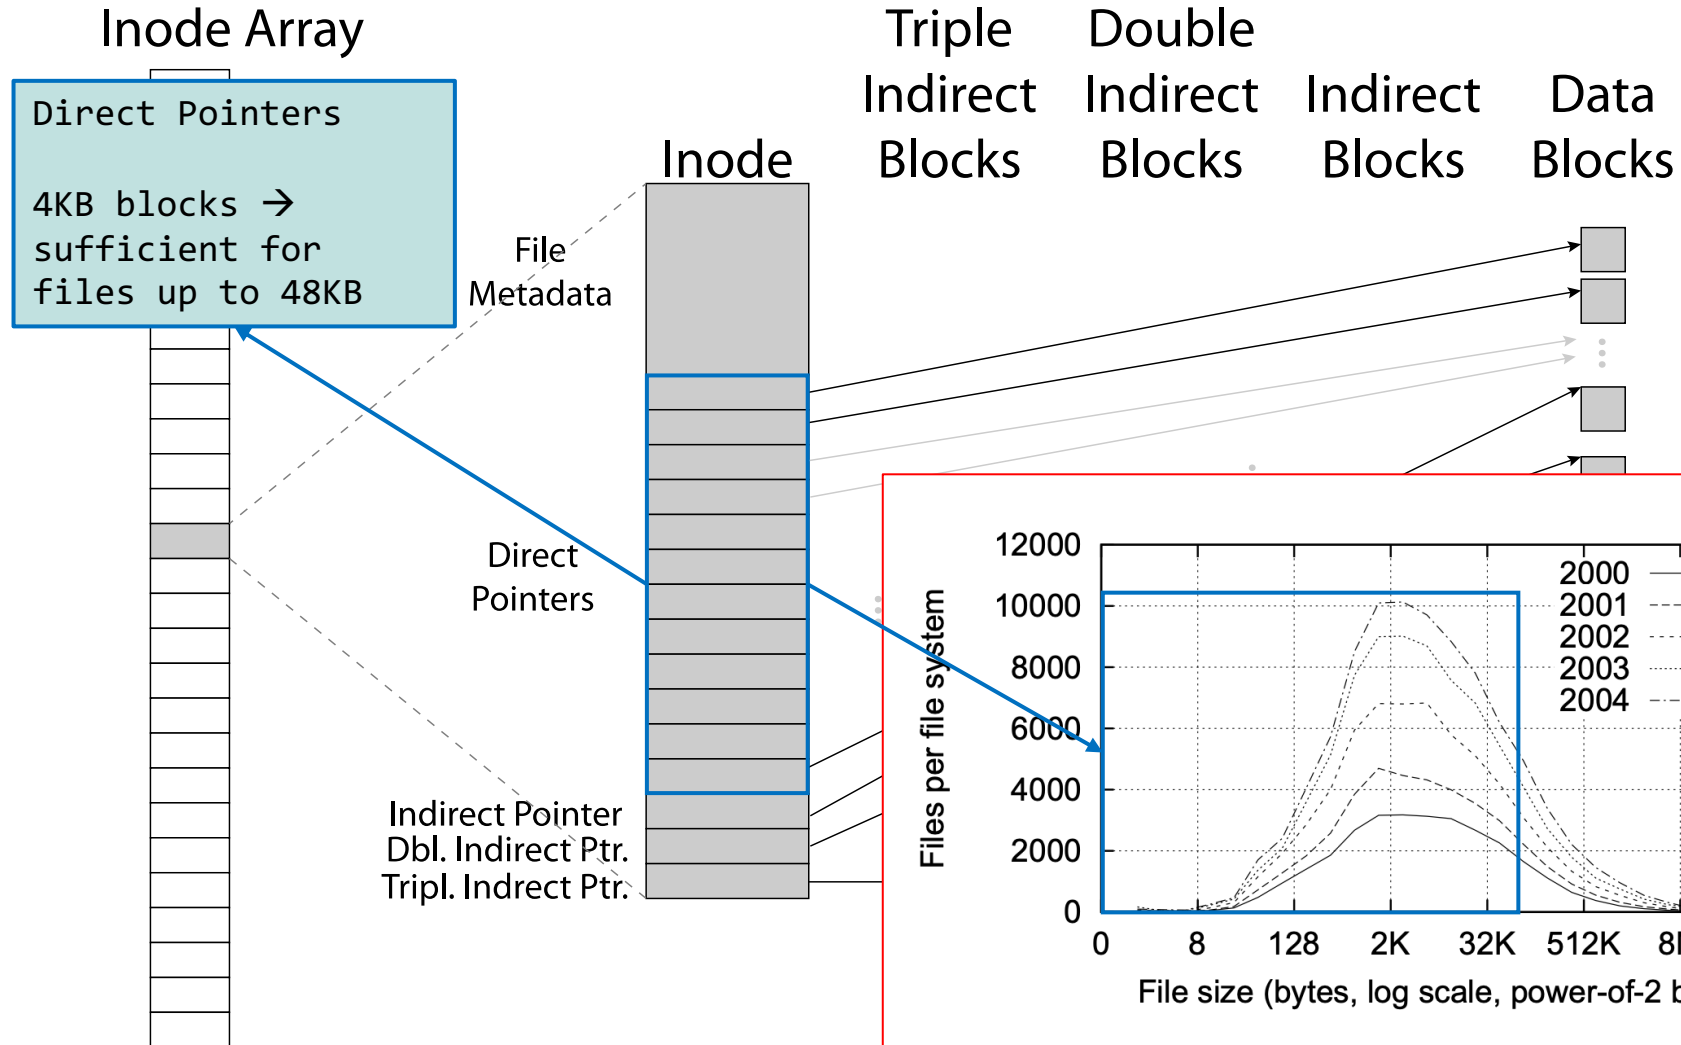 Inode Array
Direct Pointers
4KB blocks →
sufficient for
files up to 48KB
Inode
Triple
Indirect
Blocks
Double
Indirect
Blocks
Indirect
Blocks
Data
Blocks
File
Metadata
Direct
Pointers
Indirect Pointer
Dbl. Indirect Ptr.
Tripl. Indrect Ptr.
Files per file system
12000
10000
8000
6000
4000
2000
0
2000
2001
2002
2003
2004
0 8 128 2K 32K 512K 8
File size (bytes, log scale, power-of-2 b